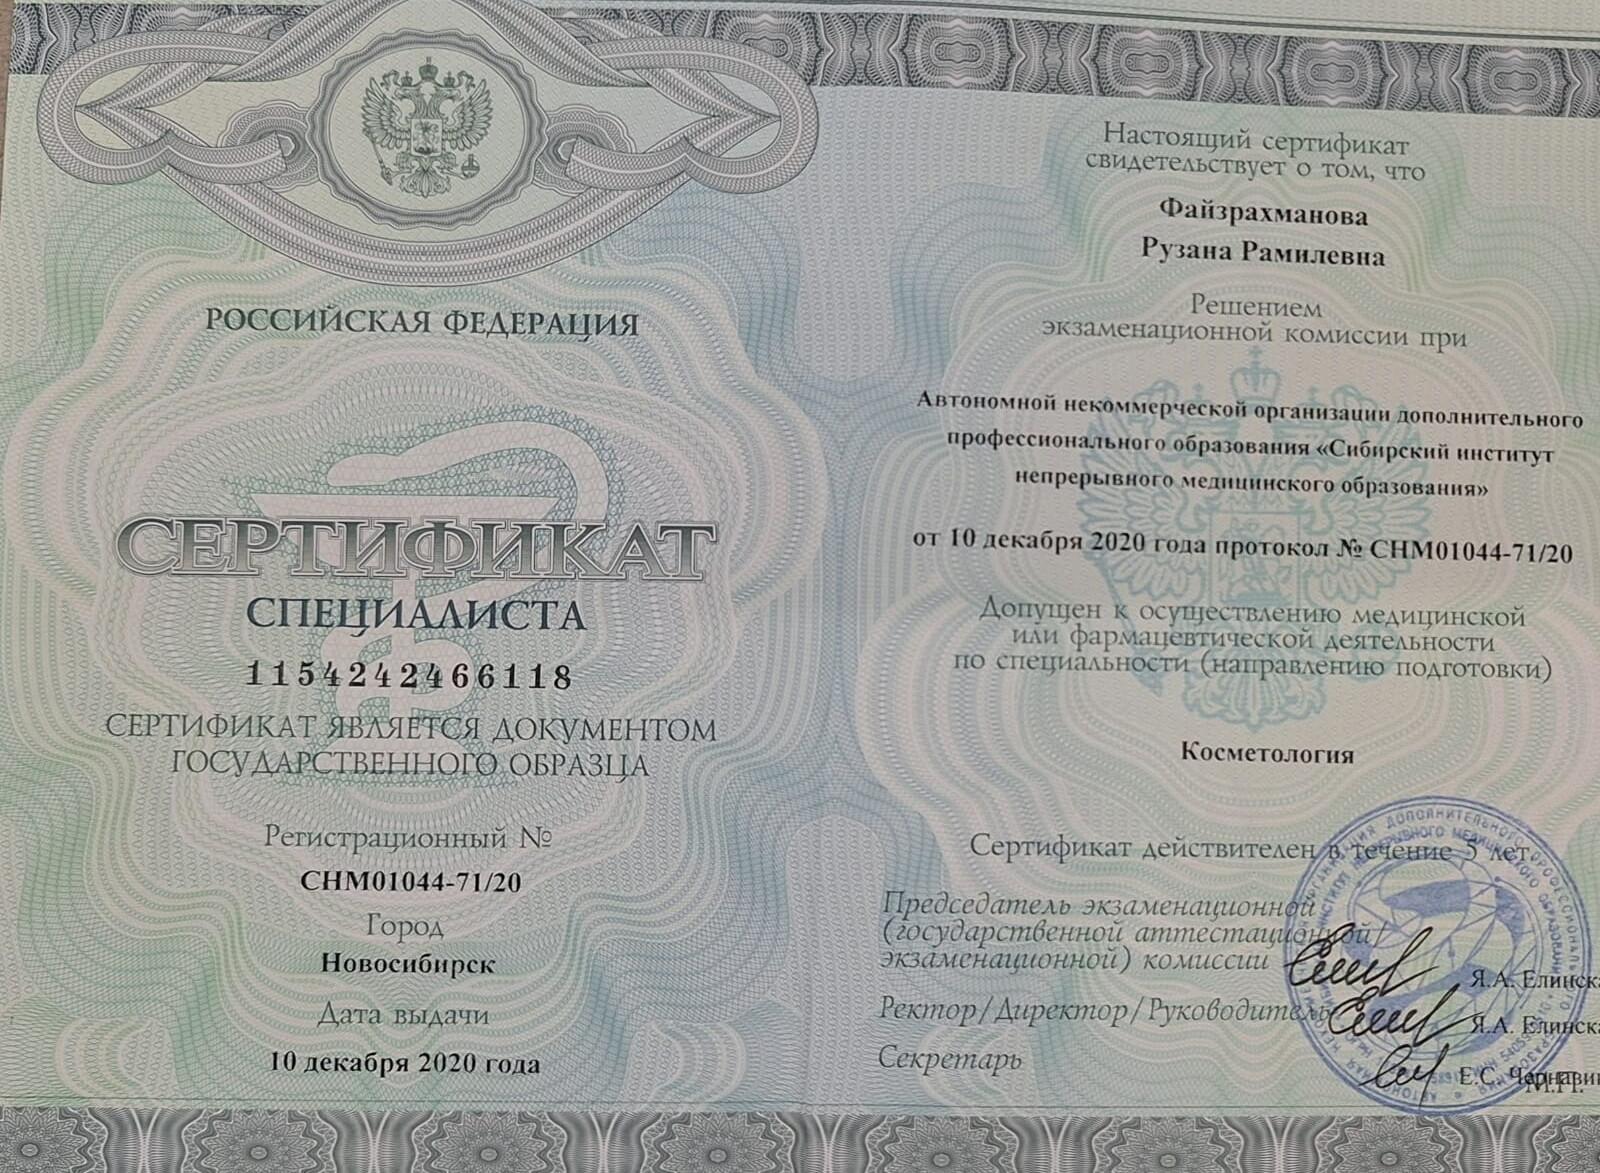 РОССИЙСКАЯ ФЕДЕРАЦИЯ
СЕРТИФИКАТ
СПЕЦИАЛИСТА
1154242466118
СЕРТИФИКАТ ЯВЛЯЕТСЯ ДОКУМЕНТОМ
ГОСУДАРСТВЕННОГО ОБРАЗЦА
Регистрационный №
СНМ01044-71/20
Город
Новосибирск
Дата выдачи
10 декабря 2020 года
Настоящий сертификат
свидетельствует о том, что
Файзрахманова
Рузана Рамилевна
Решением
экзаменационной комиссии при
Автономной некоммерческой организации дополнительного
профессионального образования «Сибирский институт
непрерывного медицинского образования»
от 10 декабря 2020 года протокол № СНМ01044-71/20
Допущен к осуществлению медицинской
или фармацевтической деятельности
по специальности (направлению подготовки)
Косметология
Сертификат действителен в течение 5 лет
Председатель экзаменационной
(государственной аттестационной/
экзаменационной) комиссии
Я.А. Елинска
Ректор/Директор/Руководитель
Я.А. Елинска
Секретарь
Е.С. Чернави
М.П.